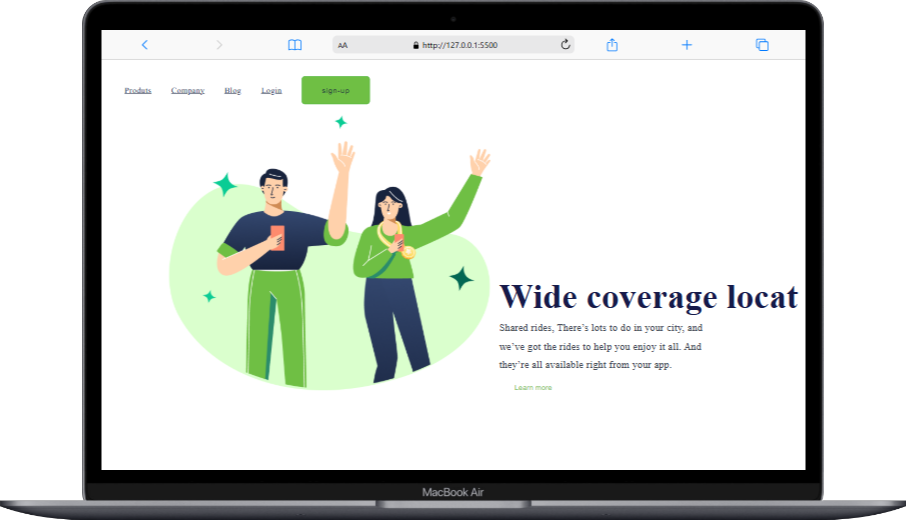 AA
http://127.0.0.1:5500
Produts
Company
Blog
Login
sign-up
Wide coverage locat
Shared rides, There's lots to do in your city, and
we've got the rides to help you enjoy it all. And
they're all available right from your app.
Learn more
MacBook Air